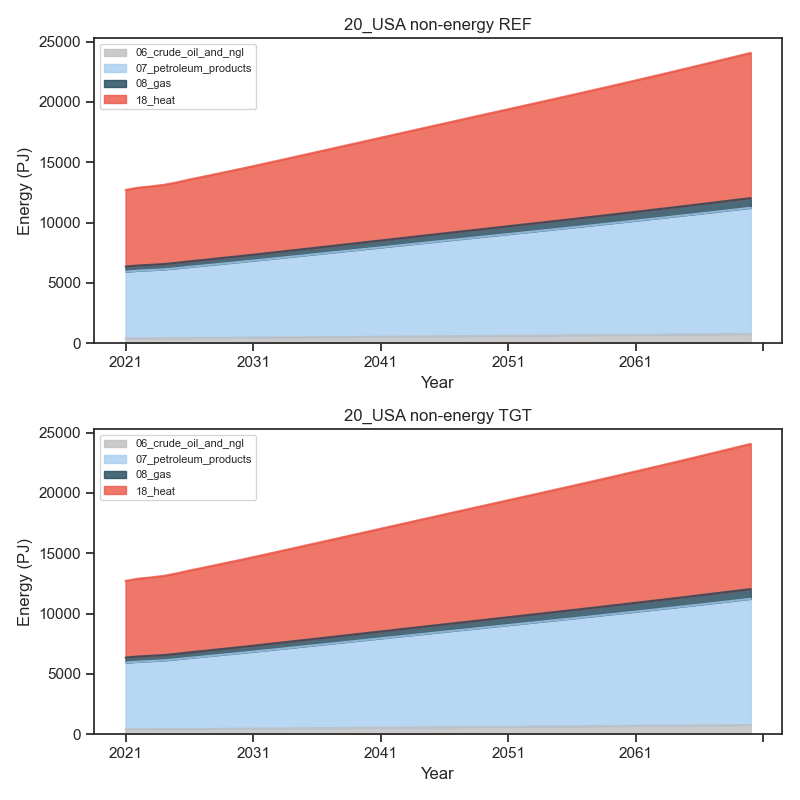 20_USA non-energy REF
25000
20000
15000
10000
5000
0
Energy (PJ)
06_crude_oil_and_ngl
07_petroleum_products
08_gas
18_heat
2021 2031 2041 2051 2061
Year
20_USA non-energy TGT
25000
20000
15000
10000
5000
0
Energy (PJ)
06_crude_oil_and_ngl
07_petroleum_products
08_gas
18_heat
2021 2031 2041 2051 2061
Year